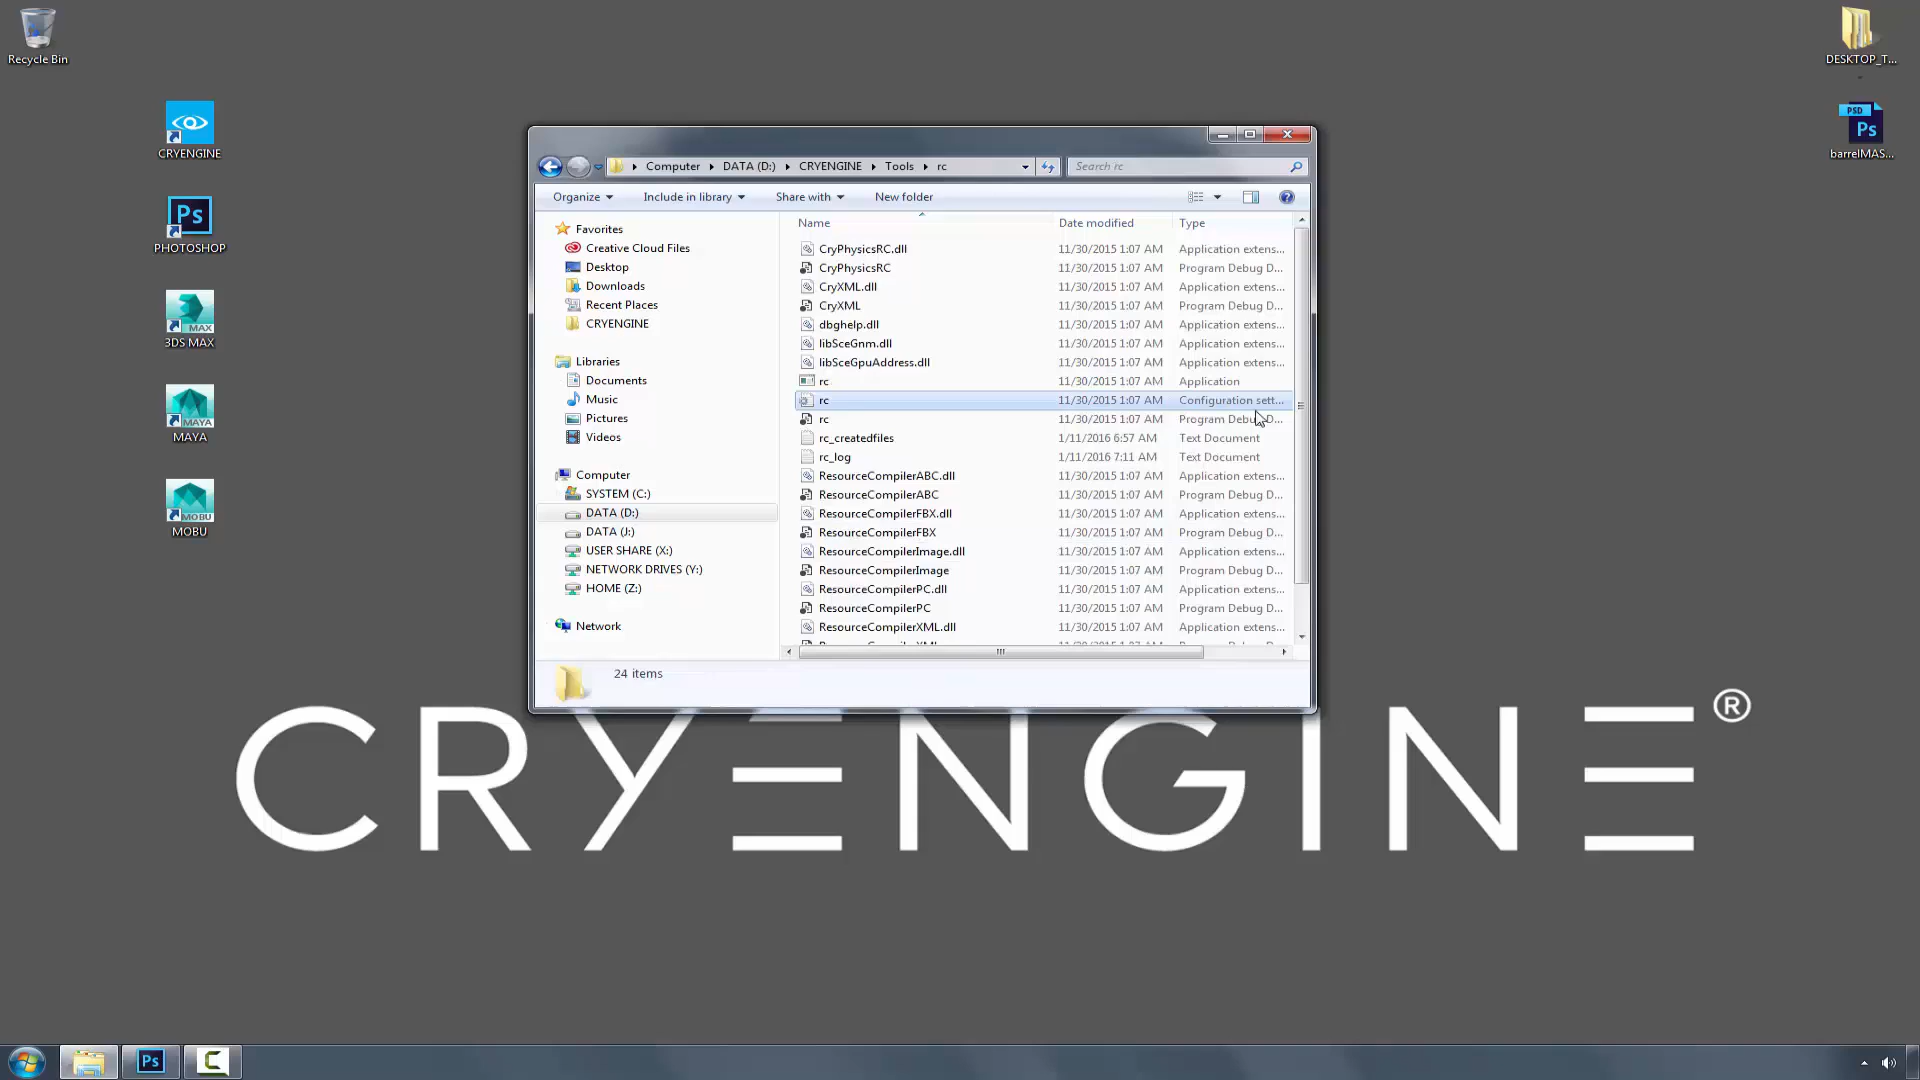 Recycle Bin
CRYENGINE
PHOTOSHOP
MAX
3DS MAX
MAYA
MAYA
MOBU
MOBU
DESKTOP_T...
PSD
Ps
barrelMAS...
Ps
Computer DATA (D:) CRYENGINE Tools rc
Search rc
Organize Include in library Share with New folder
Favorites
Creative Cloud Files
Desktop
Downloads
Recent Places
CRYENGINE
Libraries
Documents
Music
Pictures
Videos
Computer
SYSTEM (C:)
DATA (D:)
DATA (J:)
USER SHARE (X:)
NETWORK DRIVES (Y:)
HOME (Z:)
Network
Name Date modified Type
CryPhysicsRC.dll 11/30/2015 1:07 AM Application extens...
CryPhysicsRC 11/30/2015 1:07 AM Program Debug D...
CryXML.dll 11/30/2015 1:07 AM Application extens...
CryXML 11/30/2015 1:07 AM Program Debug D...
dbghelp.dll 11/30/2015 1:07 AM Application extens...
libSceGnm.dll 11/30/2015 1:07 AM Application extens...
libSceGpuAddress.dll 11/30/2015 1:07 AM Application extens...
rc 11/30/2015 1:07 AM Application
rc 11/30/2015 1:07 AM Configuration sett...
rc 11/30/2015 1:07 AM Program Debug D...
rc_createdfiles 1/11/2016 6:57 AM Text Document
rc_log 1/11/2016 7:11 AM Text Document
ResourceCompilerABC.dll 11/30/2015 1:07 AM Application extens...
ResourceCompilerABC 11/30/2015 1:07 AM Program Debug D...
ResourceCompilerFBX.dll 11/30/2015 1:07 AM Application extens...
ResourceCompilerFBX 11/30/2015 1:07 AM Program Debug D...
ResourceCompilerImage.dll 11/30/2015 1:07 AM Application extens...
ResourceCompilerImage 11/30/2015 1:07 AM Program Debug D...
ResourceCompilerPC.dll 11/30/2015 1:07 AM Application extens...
ResourceCompilerPC 11/30/2015 1:07 AM Program Debug D...
ResourceCompilerXML.dll 11/30/2015 1:07 AM Application extens...
24 items
CRYENGINE®
Ps